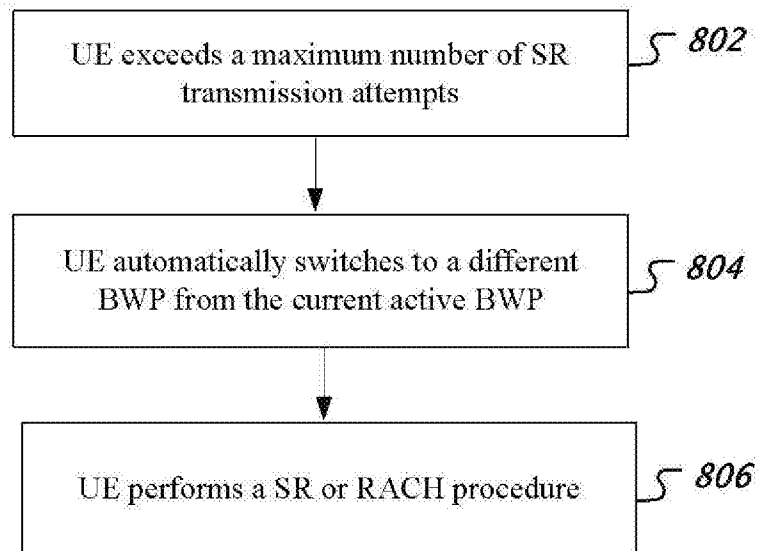 UE exceeds a maximum number of SR
transmission attempts
802
UE automatically switches to a different
BWP from the current active BWP
804
UE performs a SR or RACH procedure
806